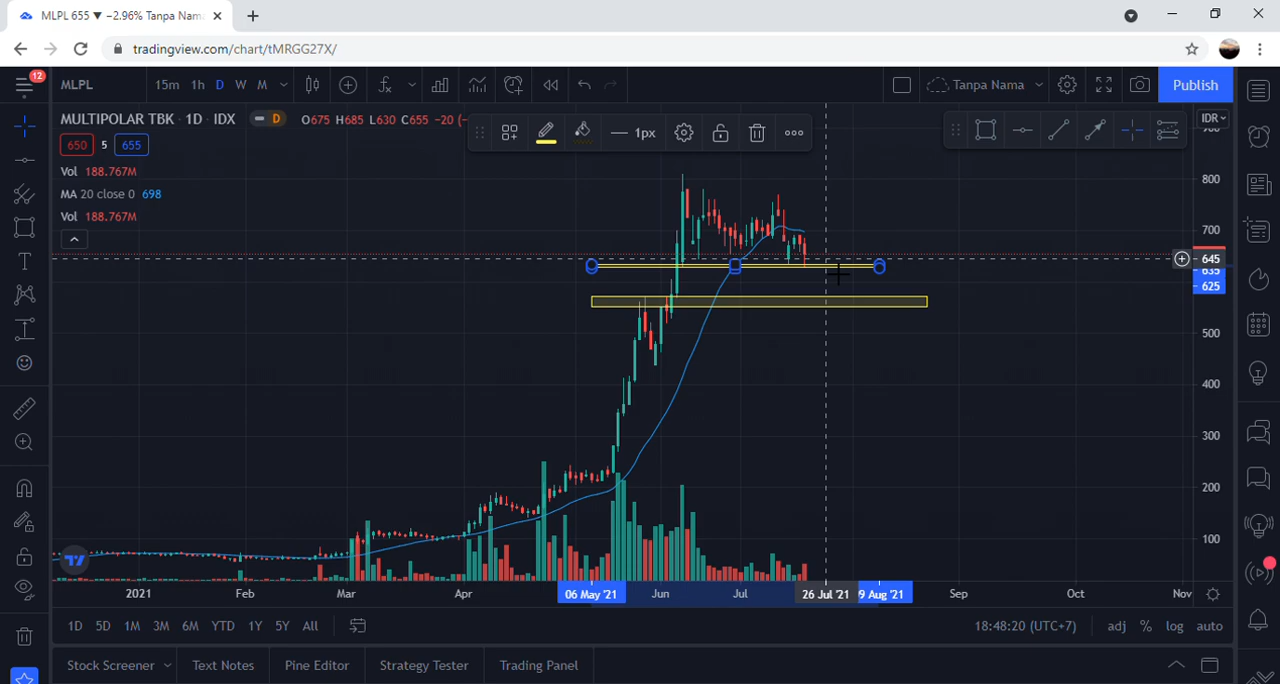 MLPL 655 ▼ −2.96% Tanpa Nam
tradingview.com/chart/tMRGG27X/
12
MLPL 15m 1h D W M Tanpa Nama Publish
MULTIPOLAR TBK · 1D · IDX D O675 H685 L630 C655 −20 (−
IDR
650 5 655
1px
Vol 188.767M
MA 20 close 0 698
Vol 188.767M
800
700
645
635
625
500
400
300
200
100
2021 Feb Mar Apr 06 May '21 Jun Jul 26 Jul '21 9 Aug '21 Sep Oct Nov
1D 5D 1M 3M 6M YTD 1Y 5Y All 18:48:20 (UTC+7) adj % log auto
Stock Screener Text Notes Pine Editor Strategy Tester Trading Panel